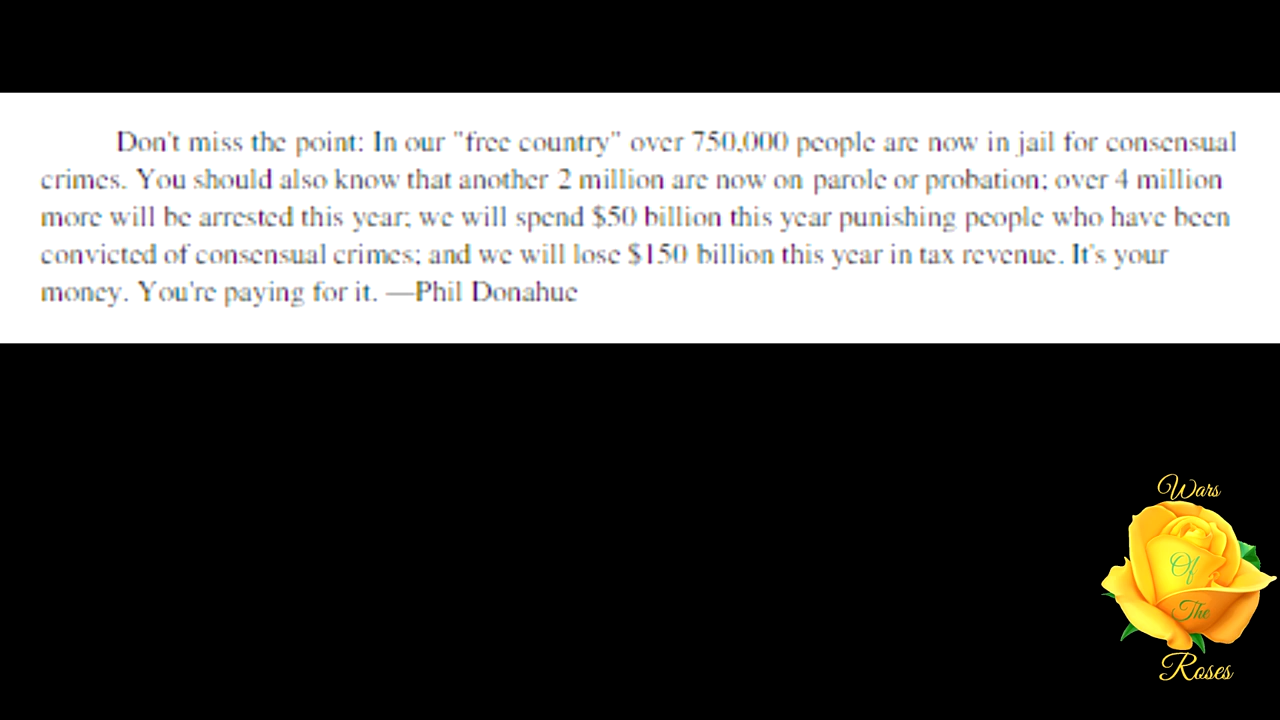 Don't miss the point: In our "free country" over 750,000 people are now in jail for consensual
crimes. You should also know that another 2 million are now on parole or probation; over 4 million
more will be arrested this year; we will spend $50 billion this year punishing people who have been
convicted of consensual crimes; and we will lose $150 billion this year in tax revenue. It's your
money. You're paying for it. —Phil Donahue
Wars
Of
The
Roses